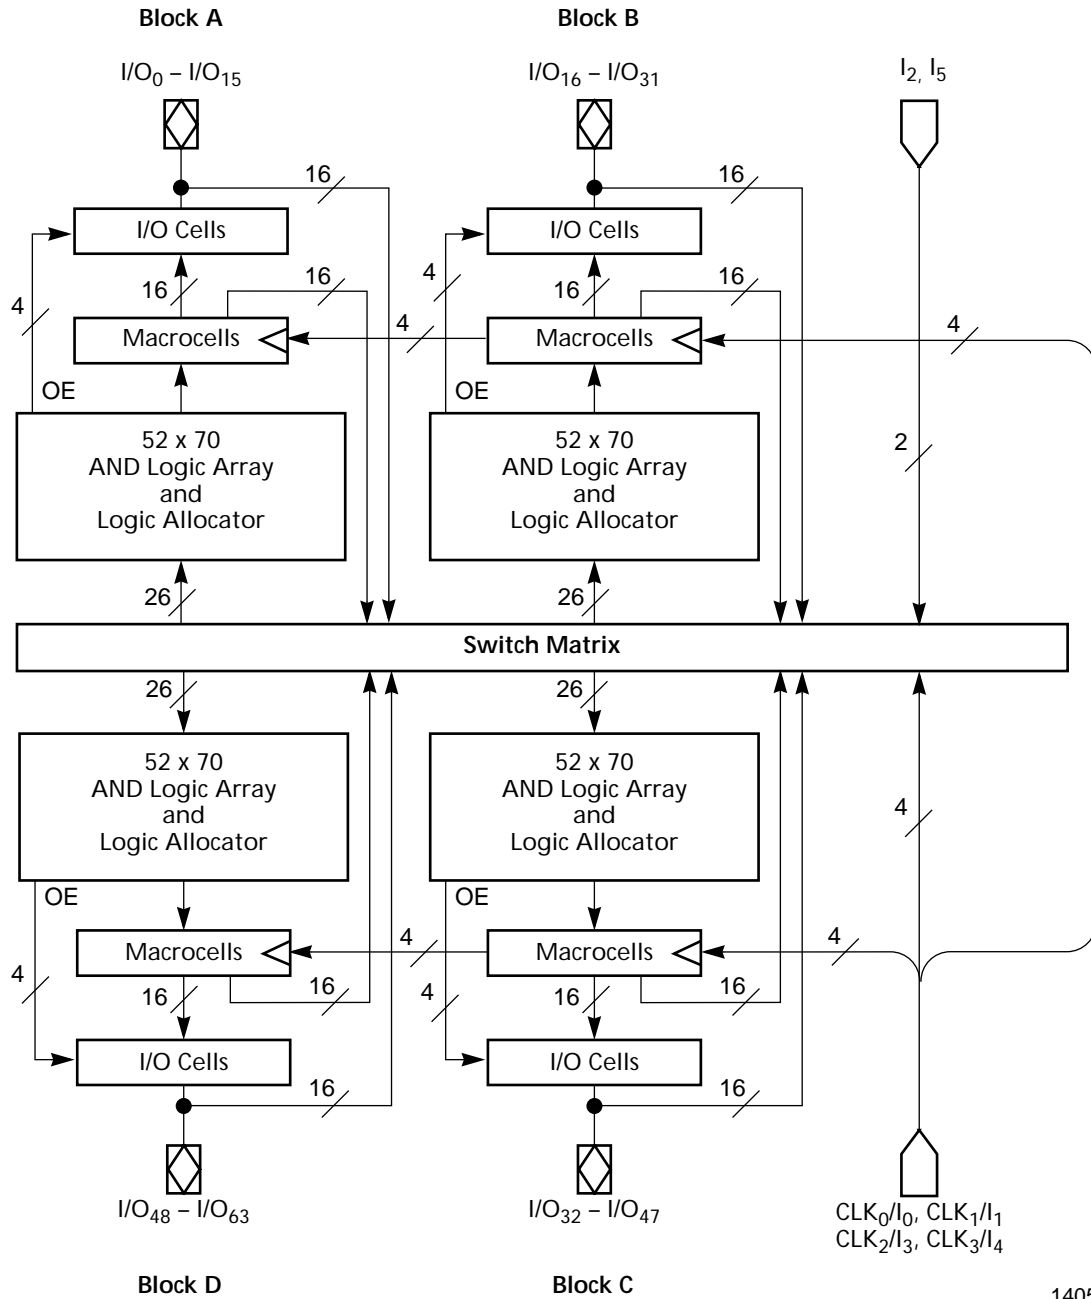 Block A
Block B
I/O0 – I/O15
I/O16 – I/O31
I2, I5
16
16
I/O Cells
I/O Cells
4
16
16
4
16
16
4
4
Macrocells
Macrocells
OE
OE
52 x 70
AND Logic Array
and
Logic Allocator
52 x 70
AND Logic Array
and
Logic Allocator
2
26
26
Switch Matrix
26
26
52 x 70
AND Logic Array
and
Logic Allocator
52 x 70
AND Logic Array
and
Logic Allocator
4
OE
OE
Macrocells
Macrocells
4
4
4
16
16
4
16
16
I/O Cells
I/O Cells
16
16
I/O48 – I/O63
I/O32 – I/O47
CLK0/I0, CLK1/I1
CLK2/I3, CLK3/I4
Block D
Block C
1405